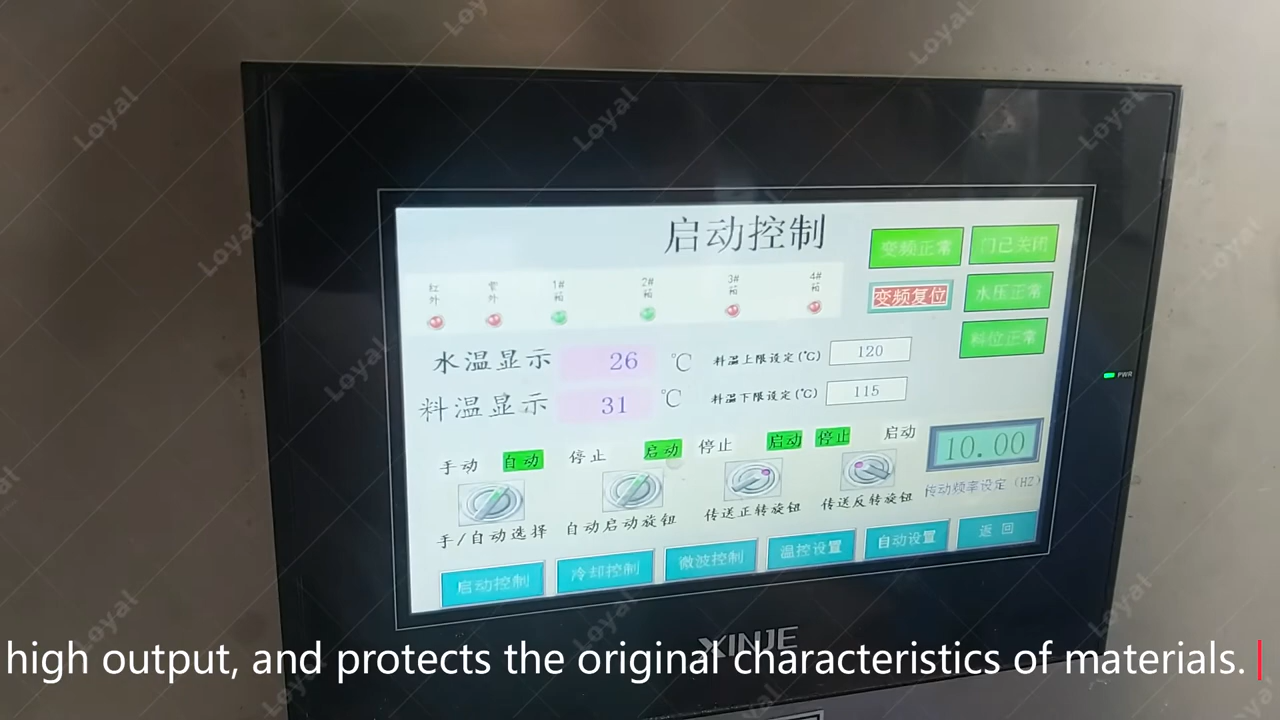 启动控制
变频正常 门已关闭
红外 紫外 1#箱 2#箱 3#箱 4#箱
变频复位 水压正常
料位正常
水温显示 26 ℃ 料温上限设定(℃) 120
料温显示 31 ℃ 料温下限设定(℃) 115
PWR
手动 自动 停止 启动 停止 启动 停止 启动
10.00
手/自动选择 自动启动旋钮 传送正转旋钮 传送反转旋钮 传动频率设定(HZ)
启动控制 冷却控制 微波控制 温控设置 自动设置 返回
XINJE
high output, and protects the original characteristics of materials.
Loyal